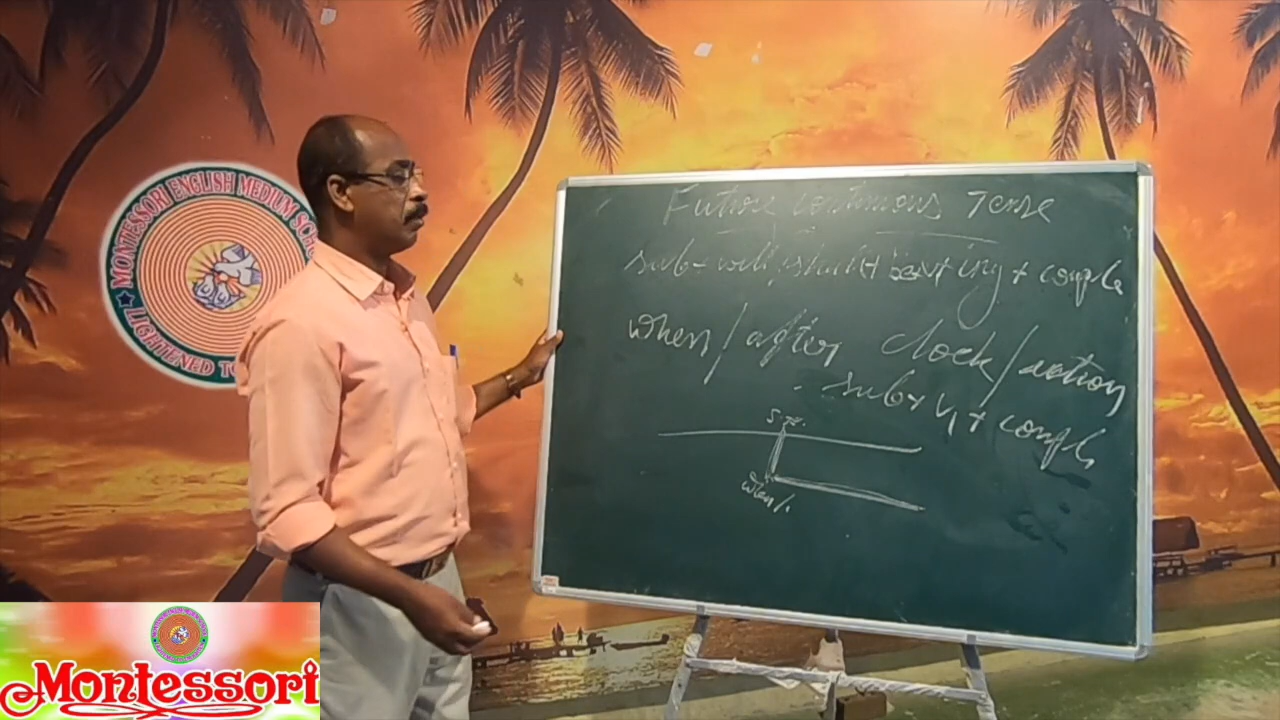 MONTESSORI ENGLISH MEDIUM SCHO
LIGHTENED TO
Future continuous Tense
sub + will/shall + be + v + ing + comple
when/after clock/action
sub + V1 + comple
when/.
Montessori